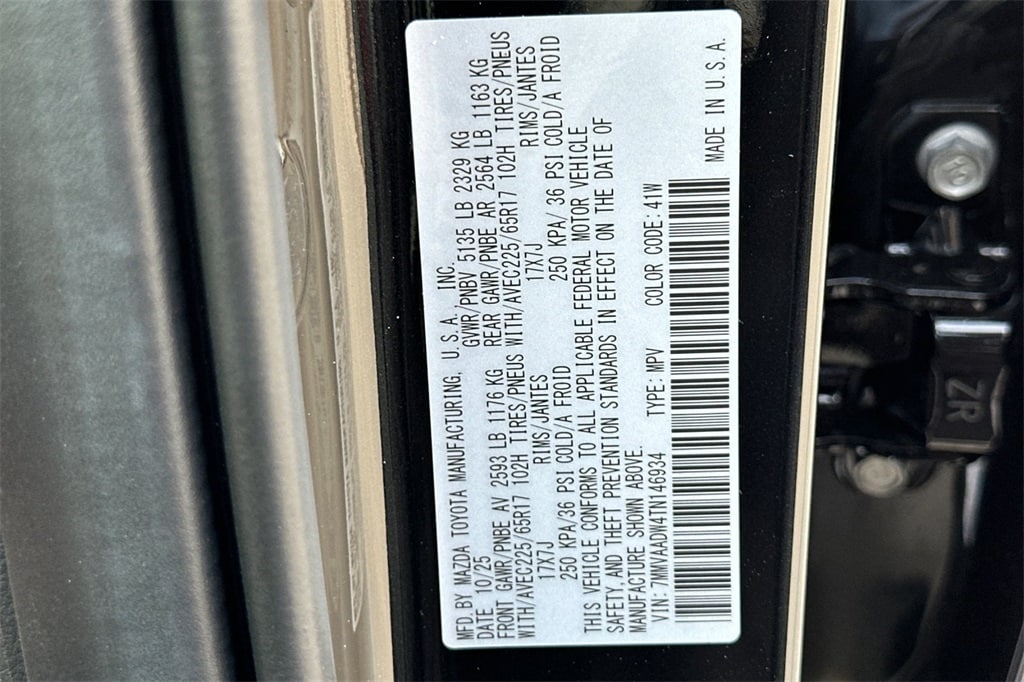 MFD. BY MAZDA TOYOTA MANUFACTURING, U.S.A. INC.
DATE 10/25 GVWR/PNBV 5135 LB 2329 KG
FRONT GAWR/PNBE AV 2593 LB 1176 KG REAR GAWR/PNBE AR 2564 LB 1163 KG
WITH/AVEC225/65R17 102H TIRES/PNEUS WITH/AVEC225/65R17 102H TIRES/PNEUS
17X7J RIMS/JANTES 17X7J RIMS/JANTES
250 KPA/36 PSI COLD/A FROID 250 KPA/ 36 PSI COLD/A FROID
THIS VEHICLE CONFORMS TO ALL APPLICABLE FEDERAL MOTOR VEHICLE
SAFETY AND THEFT PREVENTION STANDARDS IN EFFECT ON THE DATE OF
MANUFACTURE SHOWN ABOVE.
VIN: 7MMVAADW4TN146934 TYPE: MPV COLOR CODE: 41W
MADE IN U.S.A.
ZR